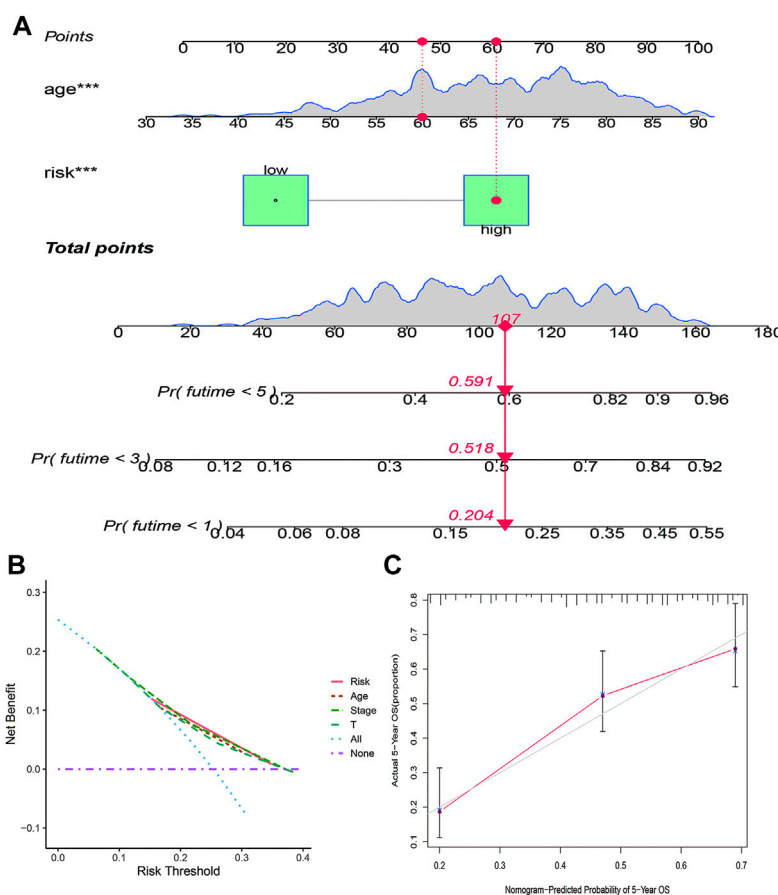 A
Points
0 10 20 30 40 50 60 70 80 90 100
age***
30 35 40 45 50 55 60 65 70 75 80 85 90
low
risk***
high
Total points
107
0 20 40 60 80 100 120 140 160 180
0.591
Pr( futime < 5)
0.2 0.4 0.6 0.82 0.9 0.96
0.518
Pr( futime < 3)
0.08 0.12 0.16 0.3 0.5 0.7 0.84 0.92
0.204
Pr( futime < 1)
0.04 0.06 0.08 0.15 0.25 0.35 0.45 0.55
B
Net Benefit
0.3
0.2
0.1
0.0
−0.1
0.0 0.1 0.2 0.3 0.4
Risk Threshold
Risk
Age
Stage
T
All
None
C
Actual 5−Year OS(proportion)
0.8
0.7
0.6
0.5
0.4
0.3
0.2
0.1
0.2 0.3 0.4 0.5 0.6 0.7
Nomogram−Predicted Probability of 5−Year OS